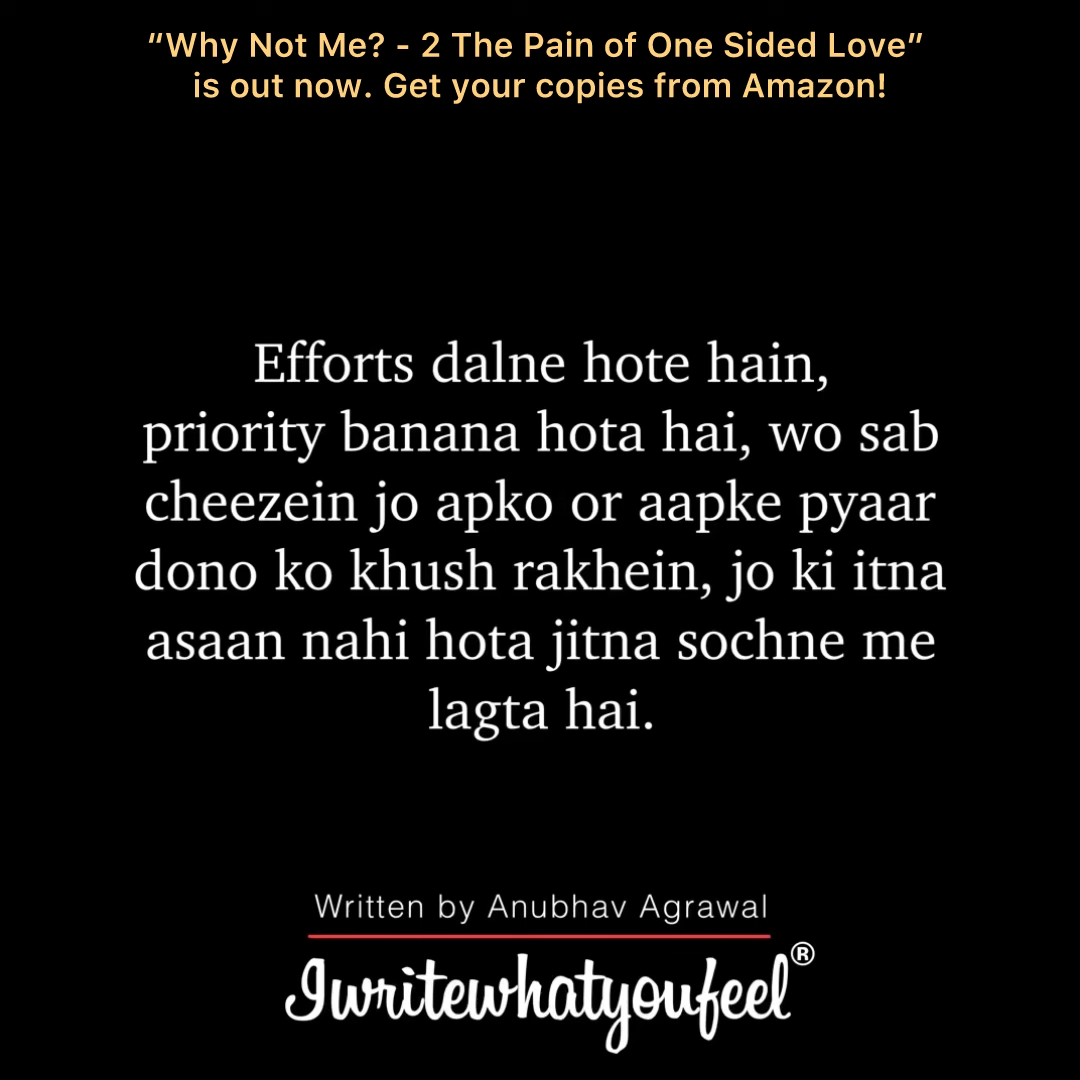 “Why Not Me? - 2 The Pain of One Sided Love”
is out now. Get your copies from Amazon!
Efforts dalne hote hain,
priority banana hota hai, wo sab
cheezein jo apko or aapke pyaar
dono ko khush rakhein, jo ki itna
asaan nahi hota jitna sochne me
lagta hai.
Written by Anubhav Agrawal
Iwritewhatyoufeel®